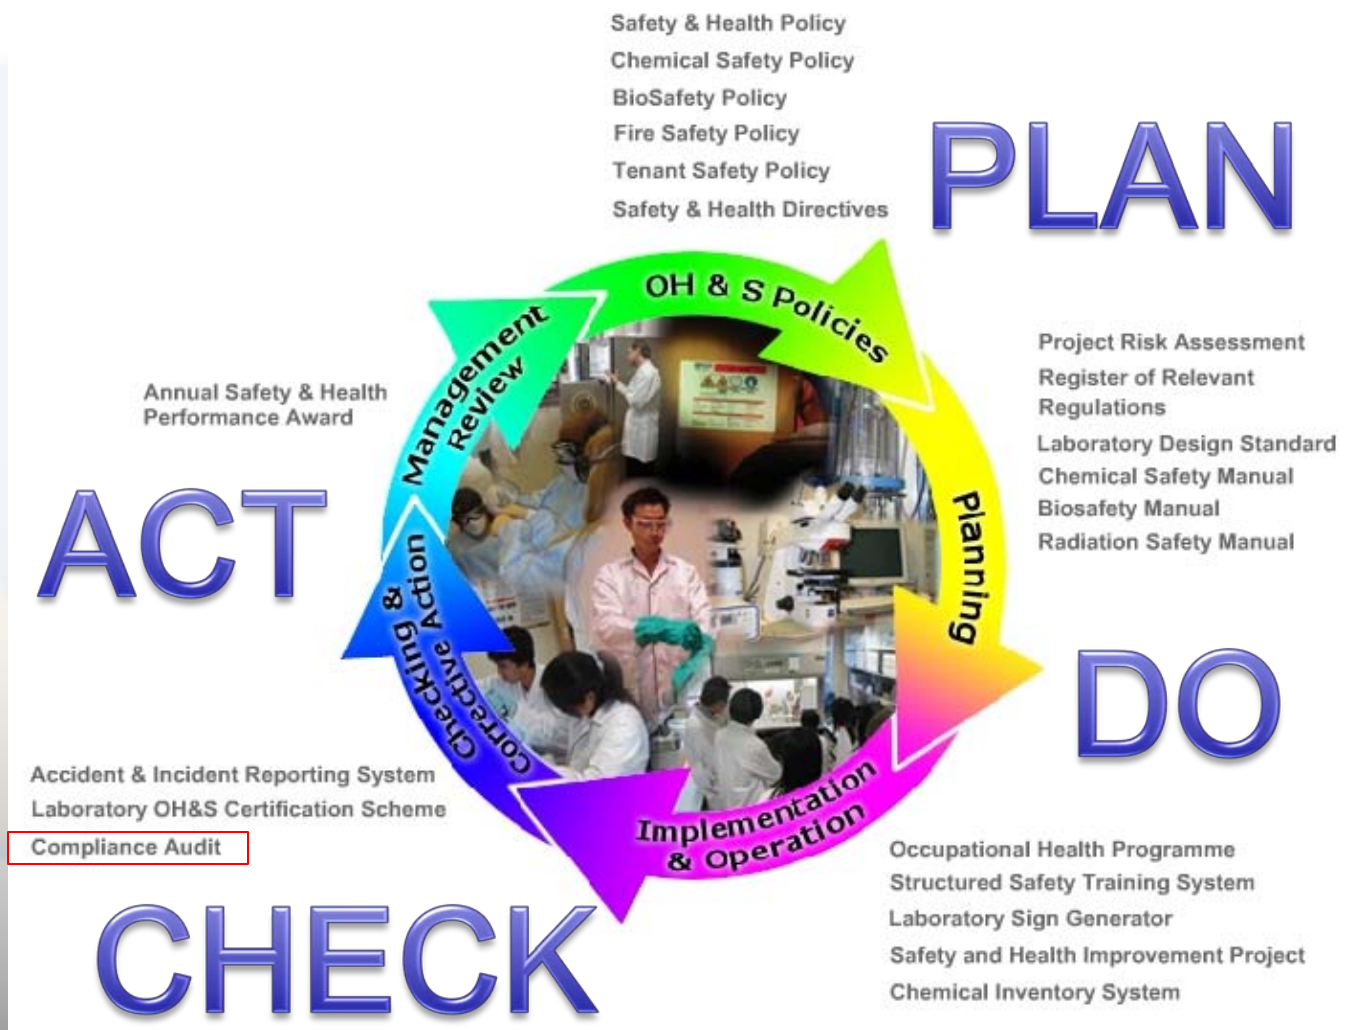 Safety & Health Policy
Chemical Safety Policy
BioSafety Policy
Fire Safety Policy
Tenant Safety Policy
Safety & Health Directives
PLAN
OH & S Policies
Management
Review
Annual Safety & Health
Performance Award
Project Risk Assessment
Register of Relevant
Regulations
Laboratory Design Standard
Chemical Safety Manual
Biosafety Manual
Radiation Safety Manual
Planning
ACT
Checking &
Corrective Action
DO
Accident & Incident Reporting System
Laboratory OH&S Certification Scheme
Compliance Audit
Implementation
& Operation
Occupational Health Programme
Structured Safety Training System
Laboratory Sign Generator
Safety and Health Improvement Project
Chemical Inventory System
CHECK